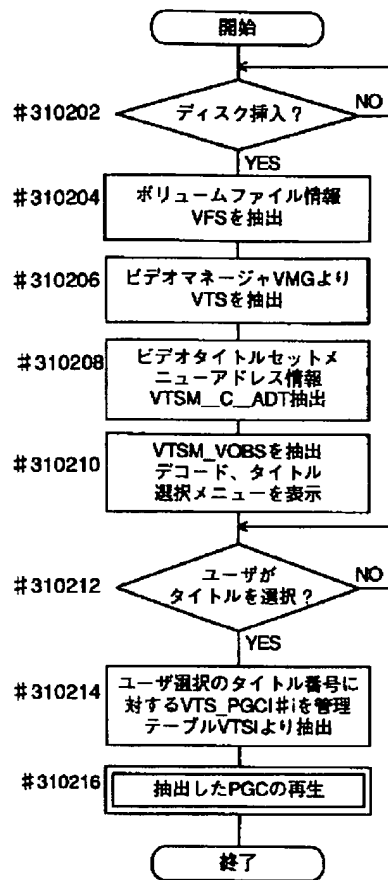 開始
#310202
ディスク挿入?
NO
YES
#310204
ボリュームファイル情報
VFSを抽出
#310206
ビデオマネージャVMGより
VTSを抽出
#310208
ビデオタイトルセットメ
ニューアドレス情報
VTSM__C__ADT抽出
#310210
VTSM_VOBSを抽出
デコード、タイトル
選択メニューを表示
#310212
ユーザが
タイトルを選択?
NO
YES
#310214
ユーザ選択のタイトル番号に
対するVTS_PGCI#iを管理
テーブルVTSIより抽出
#310216
抽出したPGCの再生
終了